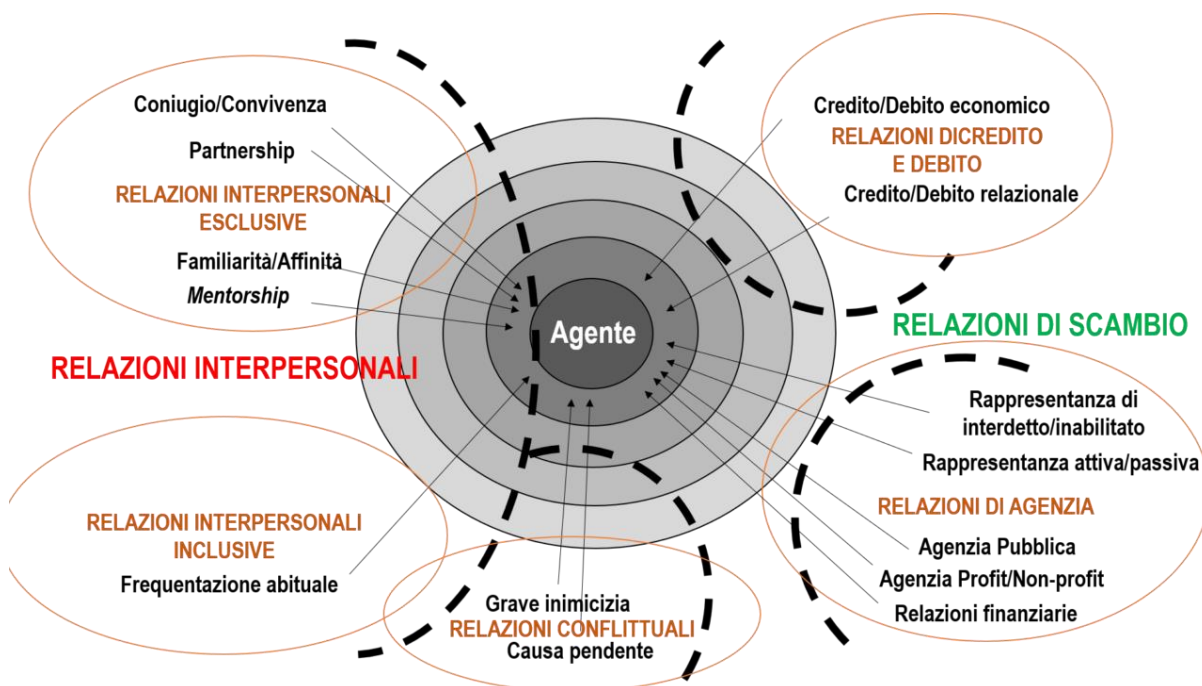 Coniugio/Convivenza
Partnership
RELAZIONI INTERPERSONALI
ESCLUSIVE
Familiarità/Affinità
Mentorship
RELAZIONI INTERPERSONALI
RELAZIONI INTERPERSONALI
INCLUSIVE
Frequentazione abituale
Agente
Grave inimicizia
RELAZIONI CONFLITTUALI
Causa pendente
Credito/Debito economico
RELAZIONI DICREDITO
E DEBITO
Credito/Debito relazionale
RELAZIONI DI SCAMBIO
Rappresentanza di
interdetto/inabilitato
Rappresentanza attiva/passiva
RELAZIONI DI AGENZIA
Agenzia Pubblica
Agenzia Profit/Non-profit
Relazioni finanziarie